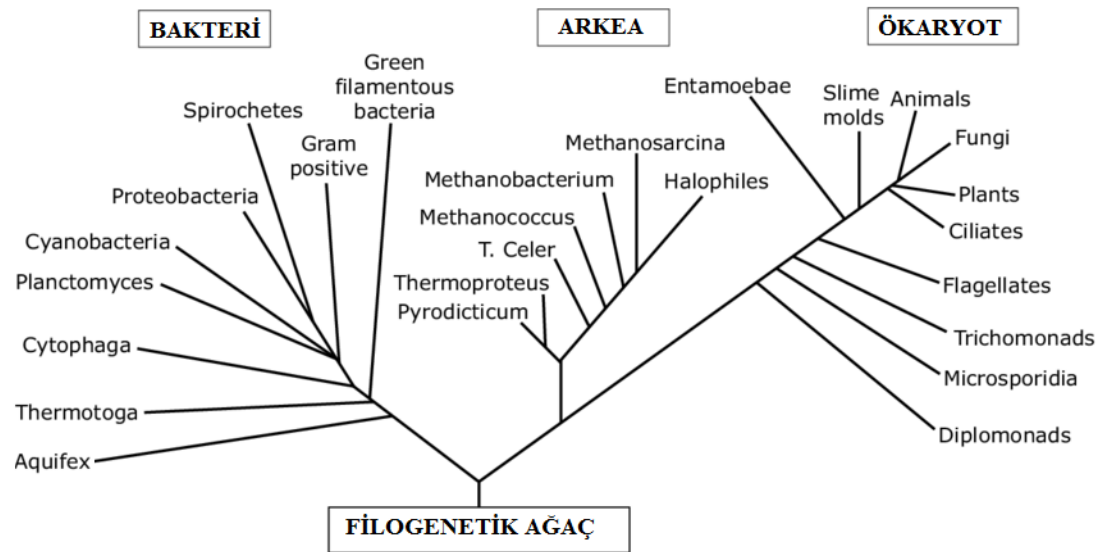 BAKTERİ
ARKEA
ÖKARYOT
Green
filamentous
bacteria
Spirochetes
Gram
positive
Proteobacteria
Cyanobacteria
Planctomyces
Cytophaga
Thermotoga
Aquifex
Methanosarcina
Methanobacterium
Halophiles
Methanococcus
T. Celer
Thermoproteus
Pyrodicticum
Entamoebae
Slime
molds
Animals
Fungi
Plants
Ciliates
Flagellates
Trichomonads
Microsporidia
Diplomonads
FİLOGENETİK AĞAÇ